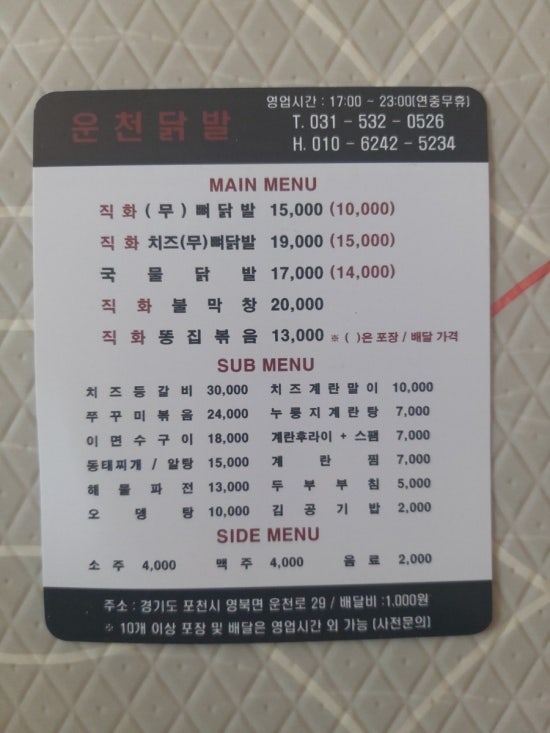 영업시간 : 17:00 ~ 23:00(연중무휴)
운천닭발 T. 031 - 532 - 0526
H. 010 - 6242 - 5234
MAIN MENU
직화(무)뼈닭발 15,000 (10,000)
직화 치즈(무)뼈닭발 19,000 (15,000)
국물닭발 17,000 (14,000)
직화불막창 20,000
직화똥집볶음 13,000 ※ ( )은 포장 / 배달 가격
SUB MENU
치즈등갈비 30,000 치즈계란말이 10,000
쭈꾸미볶음 24,000 누룽지계란탕 7,000
이면수구이 18,000 계란후라이 + 스팸 7,000
동태찌개 / 알탕 15,000 계란찜 7,000
해물파전 13,000 두부부침 5,000
오뎅탕 10,000 김공기밥 2,000
SIDE MENU
소주 4,000 맥주 4,000 음료 2,000
주소 : 경기도 포천시 영북면 운천로 29 / 배달비 :1,000원
※ 10개 이상 포장 및 배달은 영업시간 외 가능 (사전문의)